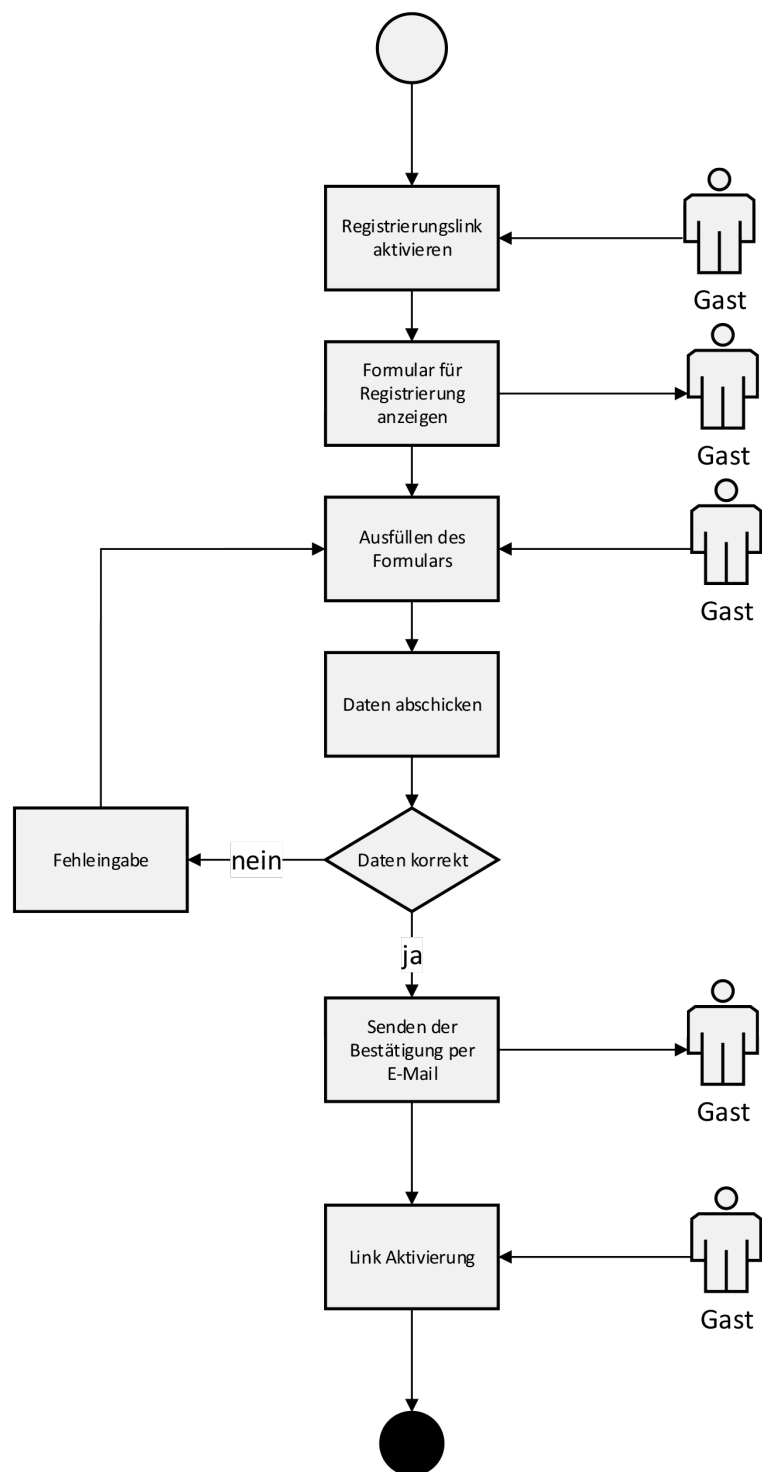 Registrierungslink
aktivieren
Gast
Formular für
Registrierung
anzeigen
Gast
Ausfüllen des
Formulars
Gast
Daten abschicken
Fehleingabe
nein
Daten korrekt
ja
Senden der
Bestätigung per
E-Mail
Gast
Link Aktivierung
Gast